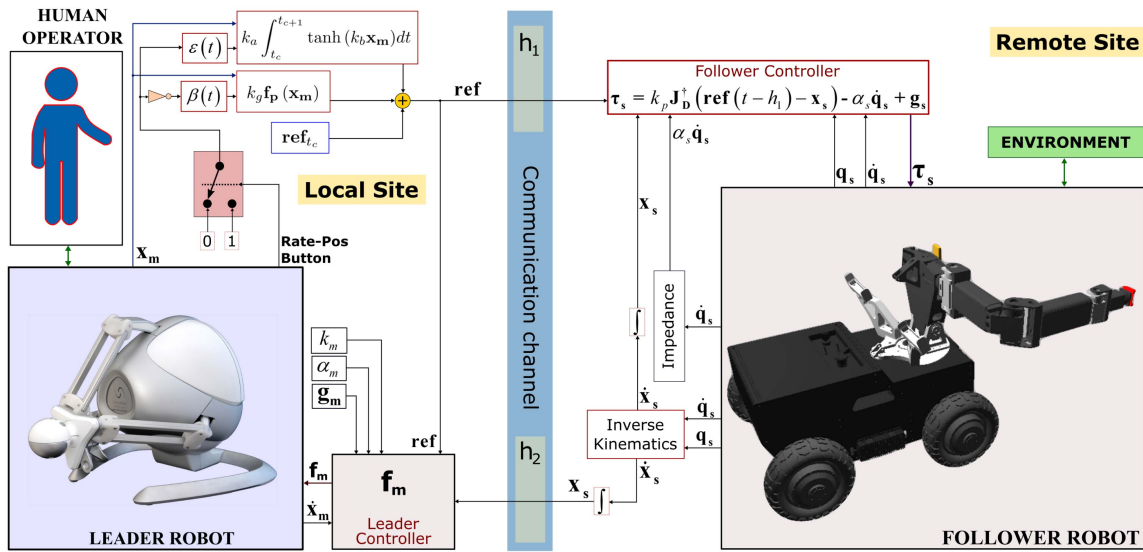 HUMAN
OPERATOR
ε(t)
k_a ∫_{t_c}^{t_{c+1}} tanh (k_b x_m) dt
β(t)
k_g f_p (x_m)
+
ref
ref_{t_c}
Local Site
0
1
Rate-Pos
Button
x_m
LEADER ROBOT
k_m
α_m
g_m
ref
f_m
ẋ_m
f_m
Leader
Controller
h_1
Communication channel
h_2
Remote Site
Follower Controller
τ_s = k_p J_D^† (ref (t − h_1) − x_s) - α_s q̇_s + g_s
α_s q̇_s
q_s
q̇_s
τ_s
ENVIRONMENT
x_s
∫
Impedance
q̇_s
ẋ_s
Inverse
Kinematics
q̇_s
q_s
ẋ_s
x_s
∫
FOLLOWER ROBOT